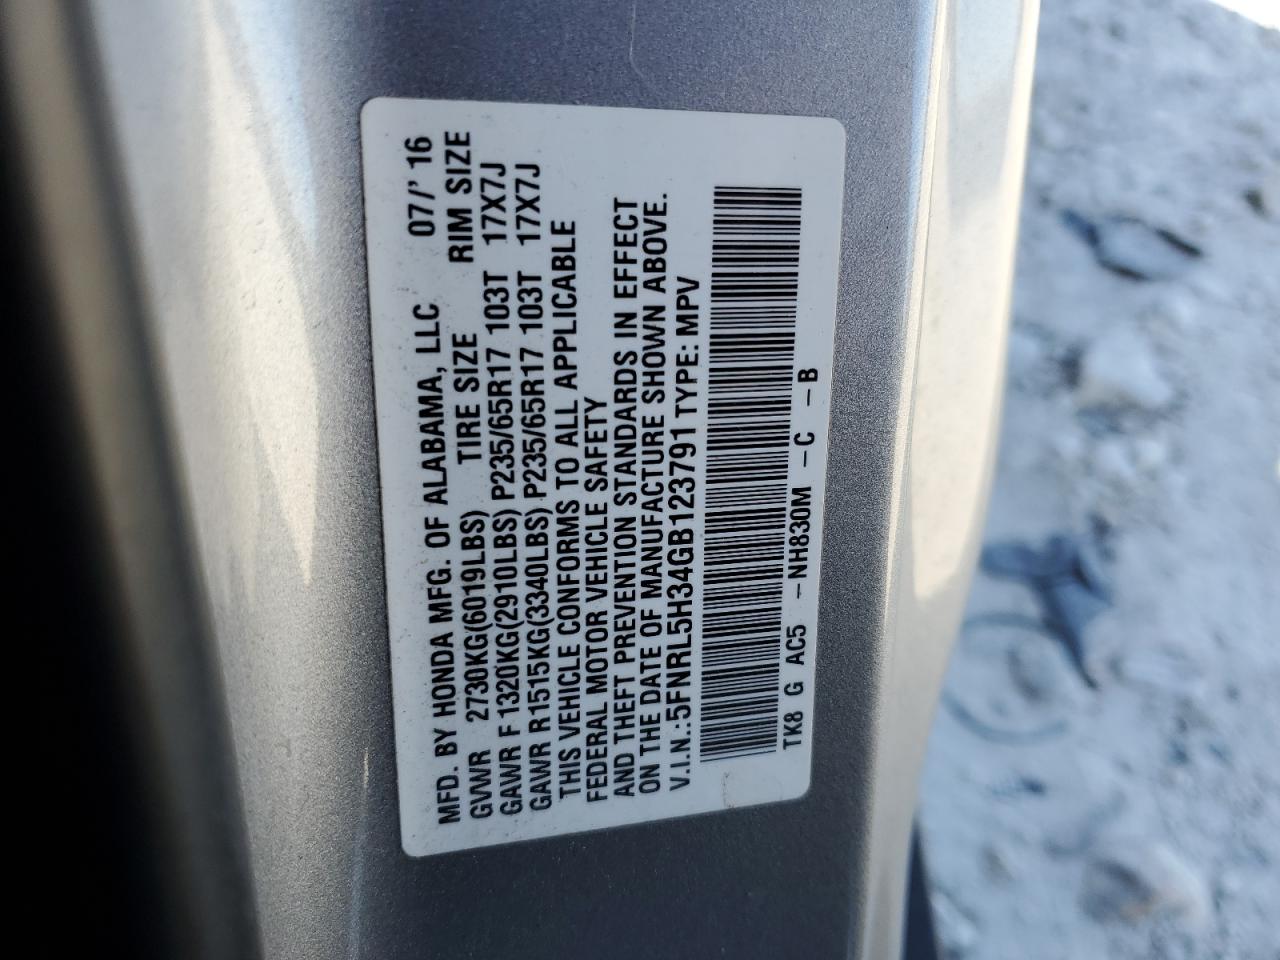 MFD. BY HONDA MFG. OF ALABAMA, LLC 07/' 16
TIRE SIZE RIM SIZE
GVWR 2730KG(6019LBS)
GAWR F 1320KG(2910LBS) P235/65R17 103T 17X7J
GAWR R1515KG(3340LBS) P235/65R17 103T 17X7J
THIS VEHICLE CONFORMS TO ALL APPLICABLE
FEDERAL MOTOR VEHICLE SAFETY
AND THEFT PREVENTION STANDARDS IN EFFECT
ON THE DATE OF MANUFACTURE SHOWN ABOVE.
V.I.N.:5FNRL5H34GB123791 TYPE: MPV
TK8 G AC5 -NH830M -C -B